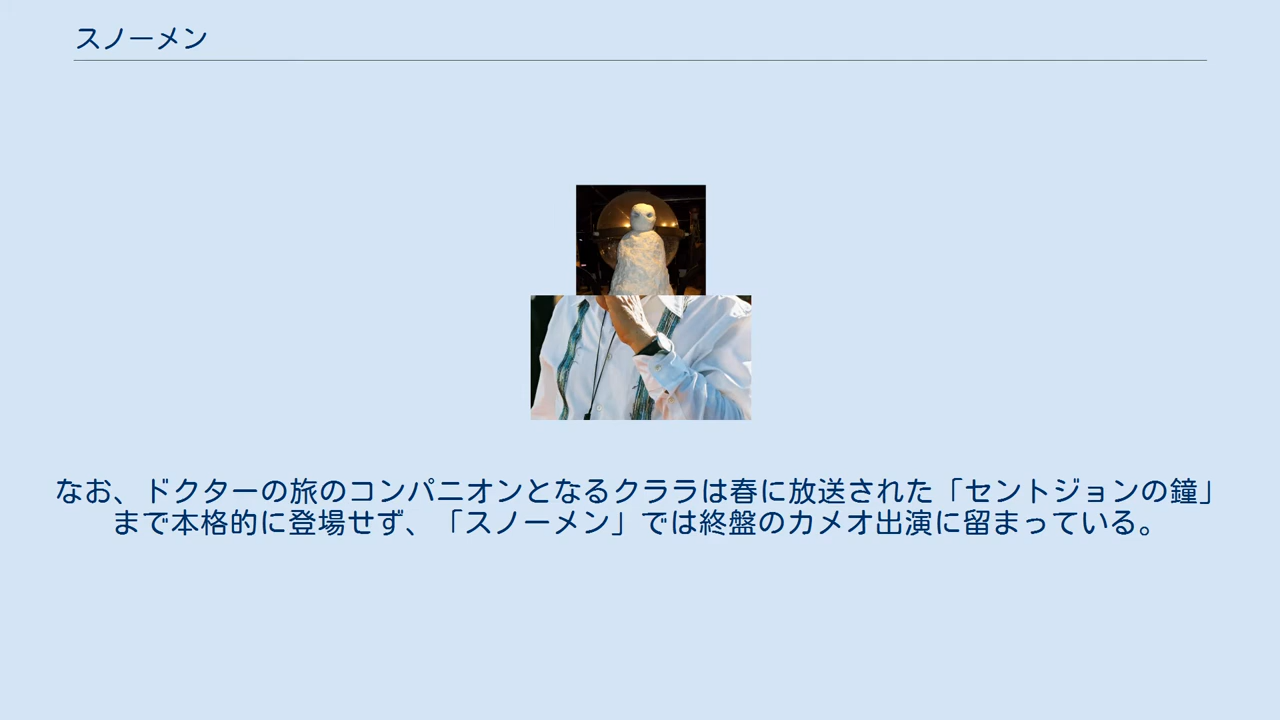 スノーメン
なお、ドクターの旅のコンパニオンとなるクララは春に放送された「セントジョンの鐘」
まで本格的に登場せず、「スノーメン」では終盤のカメオ出演に留まっている。